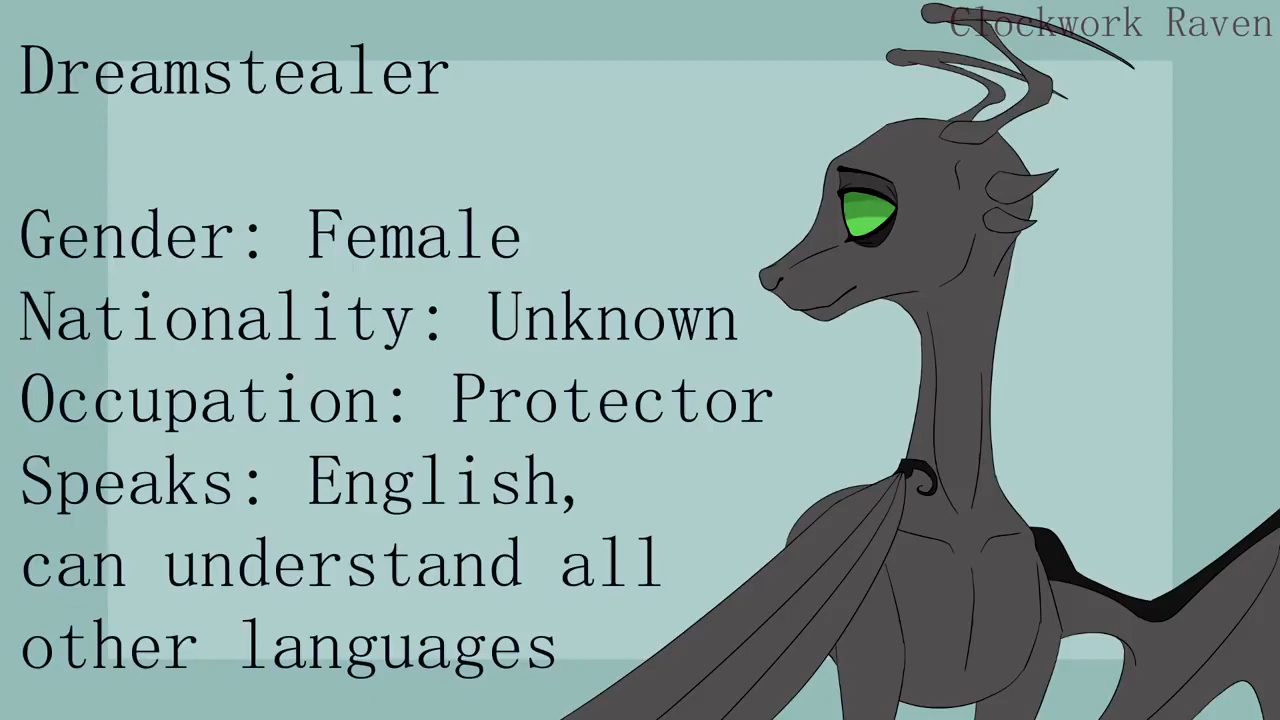 Clockwork Raven
Dreamstealer
Gender: Female
Nationality: Unknown
Occupation: Protector
Speaks: English,
can understand all
other languages